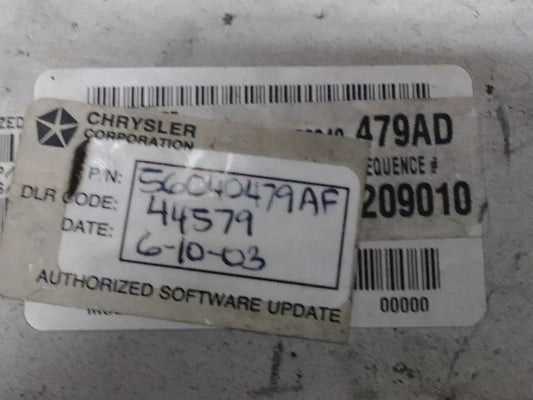 CHRYSLER
CORPORATION
479AD
P/N: 56040479AF
EQUENCE #
DLR CODE: 44579
209010
DATE: 6-10-03
AUTHORIZED SOFTWARE UPDATE
00000